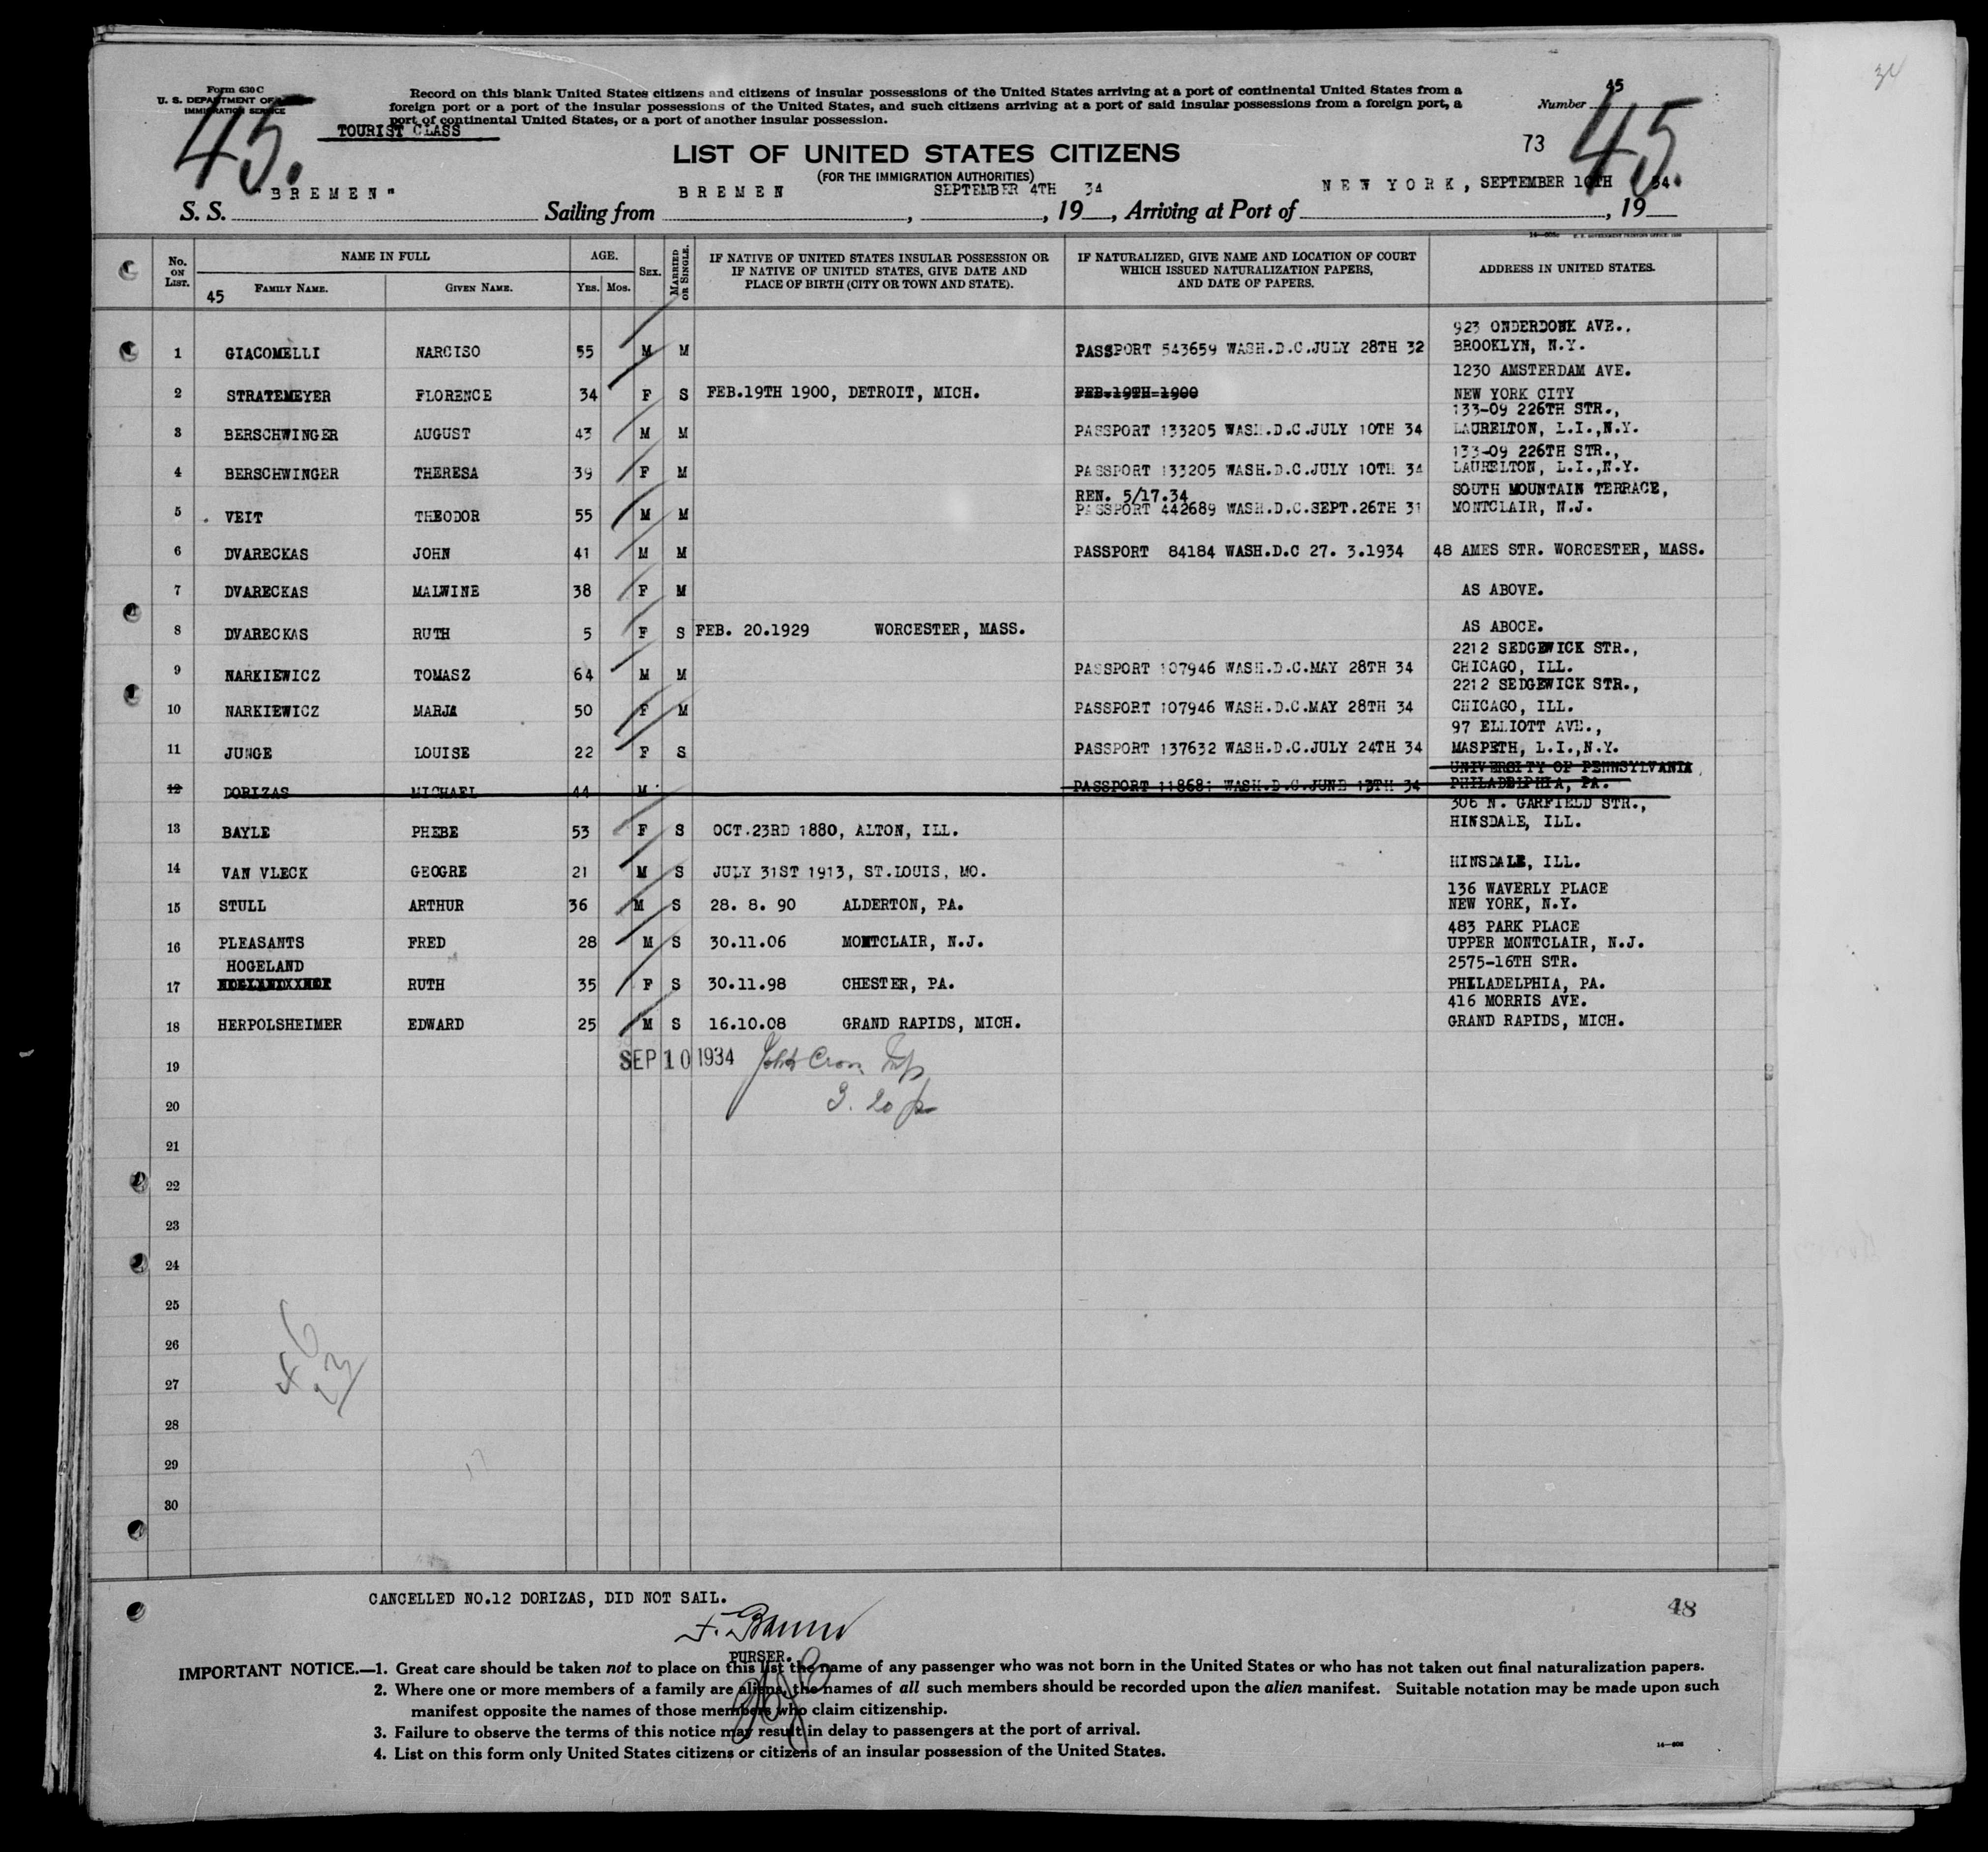 Form 630 C
U. S. DEPARTMENT OF
IMMIGRATION SERVICE
45.
TOURIST CLASS
Record on this blank United States citizens and citizens of insular possessions of the United States arriving at a port of continental United States from a
foreign port or a port of the insular possessions of the United States, and such citizens arriving at a port of said insular possessions from a foreign port, a
port of continental United States, or a port of another insular possession.
Number 45
73
45
LIST OF UNITED STATES CITIZENS
(FOR THE IMMIGRATION AUTHORITIES)
S. S. "BREMEN" Sailing from BREMEN, SEPTEMBER 4TH, 1934, Arriving at Port of NEW YORK, SEPTEMBER 10TH, 1934.
No. ON LIST. NAME IN FULL AGE. SEX. MARRIED OR SINGLE. IF NATIVE OF UNITED STATES INSULAR POSSESSION OR IF NATIVE OF UNITED STATES, GIVE DATE AND PLACE OF BIRTH (CITY OR TOWN AND STATE). IF NATURALIZED, GIVE NAME AND LOCATION OF COURT WHICH ISSUED NATURALIZATION PAPERS, AND DATE OF PAPERS. ADDRESS IN UNITED STATES.
45 FAMILY NAME. GIVEN NAME. YRS. MOS.
923 ONDERDONK AVE.,
1 GIACOMELLI NARCISO 55 M M PASSPORT 543659 WASH.D.C.JULY 28TH 32 BROOKLYN, N.Y.
1230 AMSTERDAM AVE.
2 STRATEMEYER FLORENCE 34 F S FEB.19TH 1900, DETROIT, MICH. FEB.19TH=1900 NEW YORK CITY
133-09 226TH STR.,
3 BERSCHWINGER AUGUST 43 M M PASSPORT 133205 WASH.D.C.JULY 10TH 34 LAURELTON, L.I.,N.Y.
133-09 226TH STR.,
4 BERSCHWINGER THERESA 39 F M PASSPORT 133205 WASH.D.C.JULY 10TH 34 LAURELTON, L.I.,N.Y.
REN. 5/17.34 SOUTH MOUNTAIN TERRACE,
5 . VEIT THEODOR 55 M M PASSPORT 442689 WASH.D.C.SEPT.26TH 31 MONTCLAIR, N.J.
6 DVARECKAS JOHN 41 M M PASSPORT 84184 WASH.D.C 27. 3.1934 48 AMES STR. WORCESTER, MASS.
7 DVARECKAS MALWINE 38 F M AS ABOVE.
8 DVARECKAS RUTH 5 F S FEB. 20.1929 WORCESTER, MASS. AS ABOCE.
2212 SEDGEWICK STR.,
9 NARKIEWICZ TOMASZ 64 M M PASSPORT 107946 WASH.D.C.MAY 28TH 34 CHICAGO, ILL.
2212 SEDGEWICK STR.,
10 NARKIEWICZ MARJA 50 F M PASSPORT 107946 WASH.D.C.MAY 28TH 34 CHICAGO, ILL.
97 ELLIOTT AVE.,
11 JUNGE LOUISE 22 F S PASSPORT 137632 WASH.D.C.JULY 24TH 34 MASPETH, L.I.,N.Y.
UNIVERSITY OF PENNSYLVANIA
12 DORIZAS MICHAEL 44 M PASSPORT 118681 WASH.D.C.JUNE 13TH 34 PHILADELPHIA, PA.
306 N. GARFIELD STR.,
13 BAYLE PHEBE 53 F S OCT.23RD 1880, ALTON, ILL. HINSDALE, ILL.
14 VAN VLECK GEOGRE 21 M S JULY 31ST 1913, ST.LOUIS, MO. HINSDALE, ILL.
136 WAVERLY PLACE
15 STULL ARTHUR 36 M S 28. 8. 90 ALDERTON, PA. NEW YORK, N.Y.
483 PARK PLACE
16 PLEASANTS FRED 28 M S 30.11.06 MONTCLAIR, N.J. UPPER MONTCLAIR, N.J.
HOGELAND 2575-16TH STR.
17 RUTH 35 F S 30.11.98 CHESTER, PA. PHILADELPHIA, PA.
416 MORRIS AVE.
18 HERPOLSHEIMER EDWARD 25 M S 16.10.08 GRAND RAPIDS, MICH. GRAND RAPIDS, MICH.
19 SEP 10 1934
20
21
22
23
24
25
26
27
28
29
30
CANCELLED NO.12 DORIZAS, DID NOT SAIL.
48
PURSER.
IMPORTANT NOTICE.—1. Great care should be taken not to place on this list the name of any passenger who was not born in the United States or who has not taken out final naturalization papers.
2. Where one or more members of a family are aliens, the names of all such members should be recorded upon the alien manifest. Suitable notation may be made upon such
manifest opposite the names of those members who claim citizenship.
3. Failure to observe the terms of this notice may result in delay to passengers at the port of arrival.
4. List on this form only United States citizens or citizens of an insular possession of the United States.